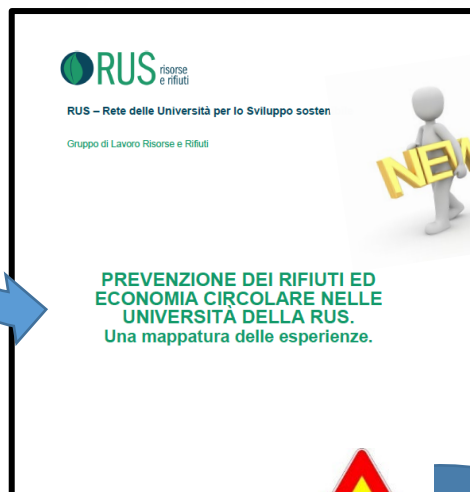 RUS risorse
e rifiuti
RUS – Rete delle Università per lo Sviluppo sosten
Gruppo di Lavoro Risorse e Rifiuti
NEW
PREVENZIONE DEI RIFIUTI ED
ECONOMIA CIRCOLARE NELLE
UNIVERSITÀ DELLA RUS.
Una mappatura delle esperienze.